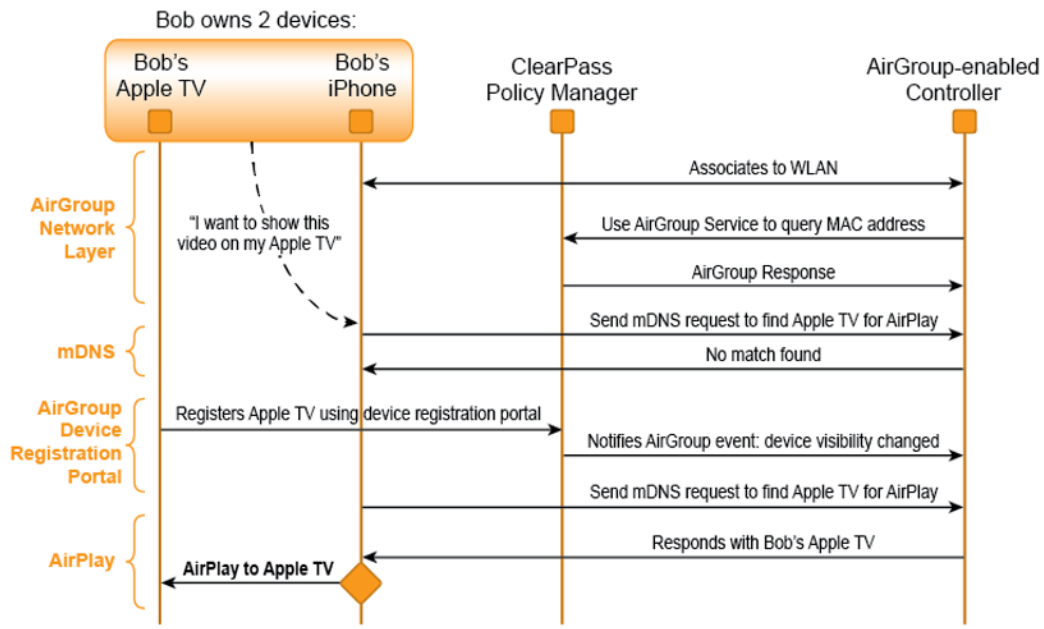 Bob owns 2 devices:
Bob's
Apple TV
Bob's
iPhone
ClearPass
Policy Manager
AirGroup-enabled
Controller
AirGroup
Network
Layer
Associates to WLAN
"I want to show this
video on my Apple TV"
Use AirGroup Service to query MAC address
AirGroup Response
mDNS
Send mDNS request to find Apple TV for AirPlay
No match found
AirGroup
Device
Registration
Portal
Registers Apple TV using device registration portal
Notifies AirGroup event: device visibility changed
Send mDNS request to find Apple TV for AirPlay
AirPlay
Responds with Bob's Apple TV
AirPlay to Apple TV